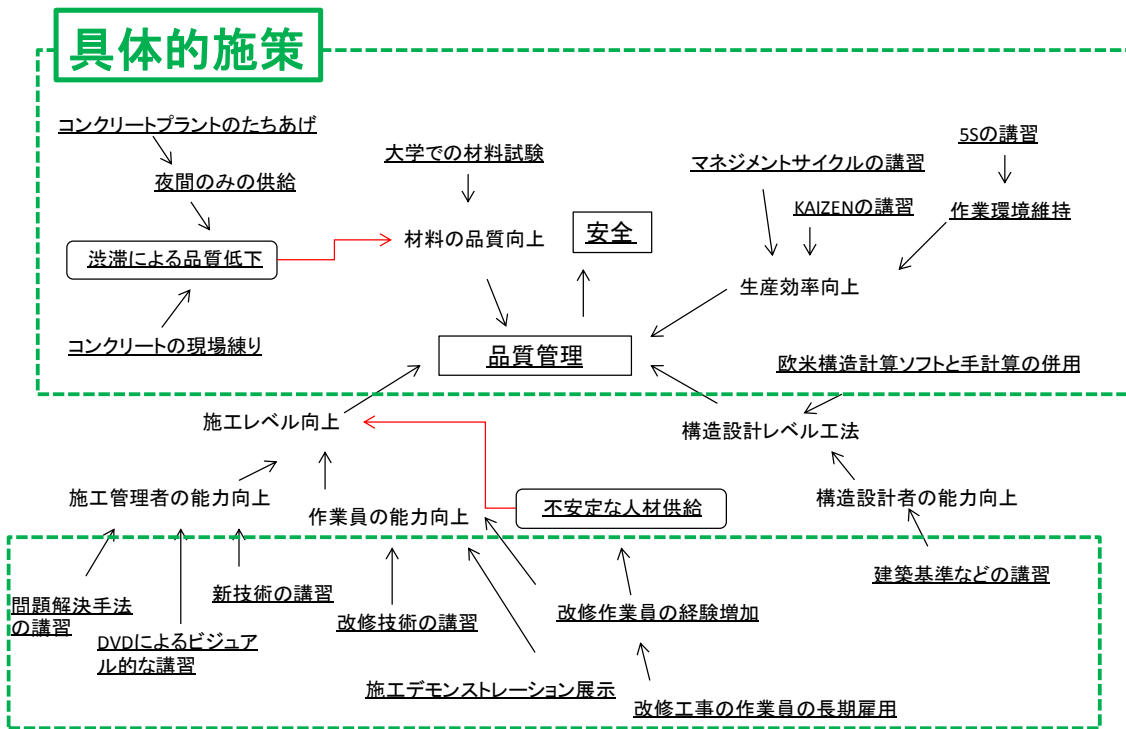 具体的施策
コンクリートプラントのたちあげ
大学での材料試験
5Sの講習
マネジメントサイクルの講習
夜間のみの供給
KAIZENの講習
作業環境維持
材料の品質向上
安全
渋滞による品質低下
生産効率向上
コンクリートの現場練り
品質管理
欧米構造計算ソフトと手計算の併用
施工レベル向上
構造設計レベル工法
施工管理者の能力向上
不安定な人材供給
構造設計者の能力向上
作業員の能力向上
建築基準などの講習
問題解決手法
の講習
新技術の講習
改修技術の講習
改修作業員の経験増加
DVDによるビジュア
ル的な講習
施工デモンストレーション展示
改修工事の作業員の長期雇用